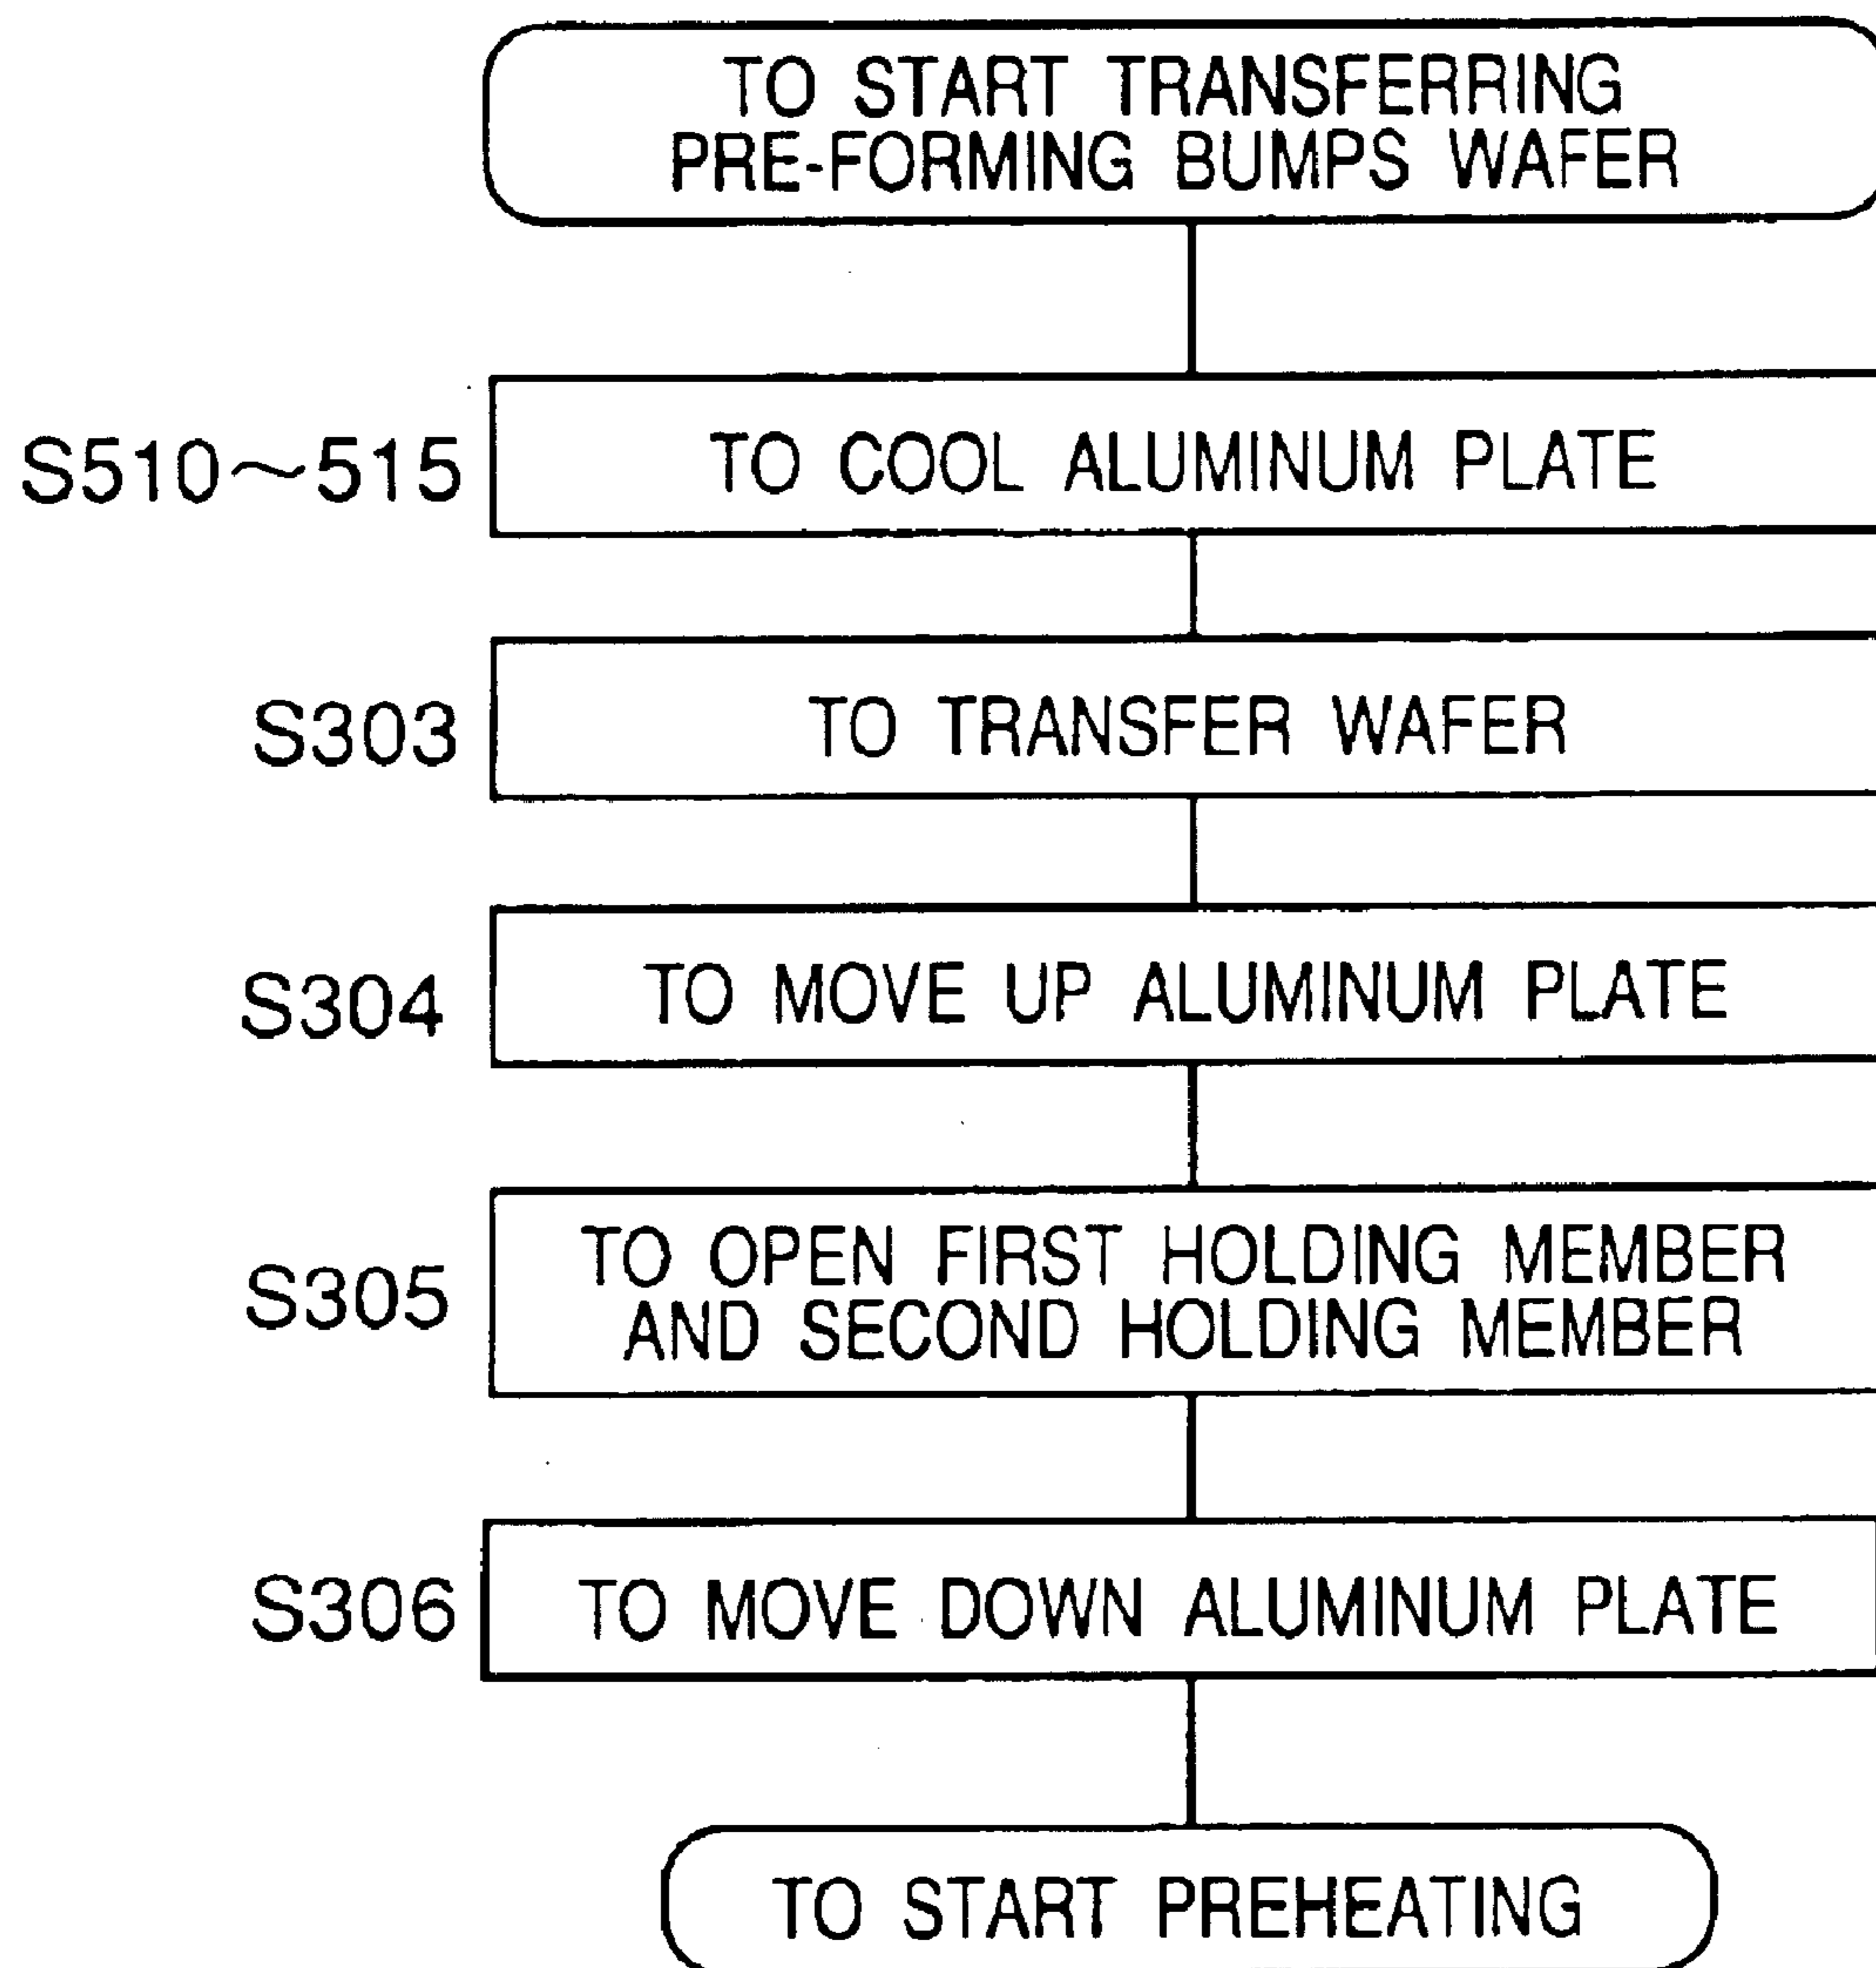 TO START TRANSFERRING
PRE-FORMING BUMPS WAFER
S510~515
TO COOL ALUMINUM PLATE
S303
TO TRANSFER WAFER
S304
TO MOVE UP ALUMINUM PLATE
S305
TO OPEN FIRST HOLDING MEMBER
AND SECOND HOLDING MEMBER
S306
TO MOVE DOWN ALUMINUM PLATE
TO START PREHEATING